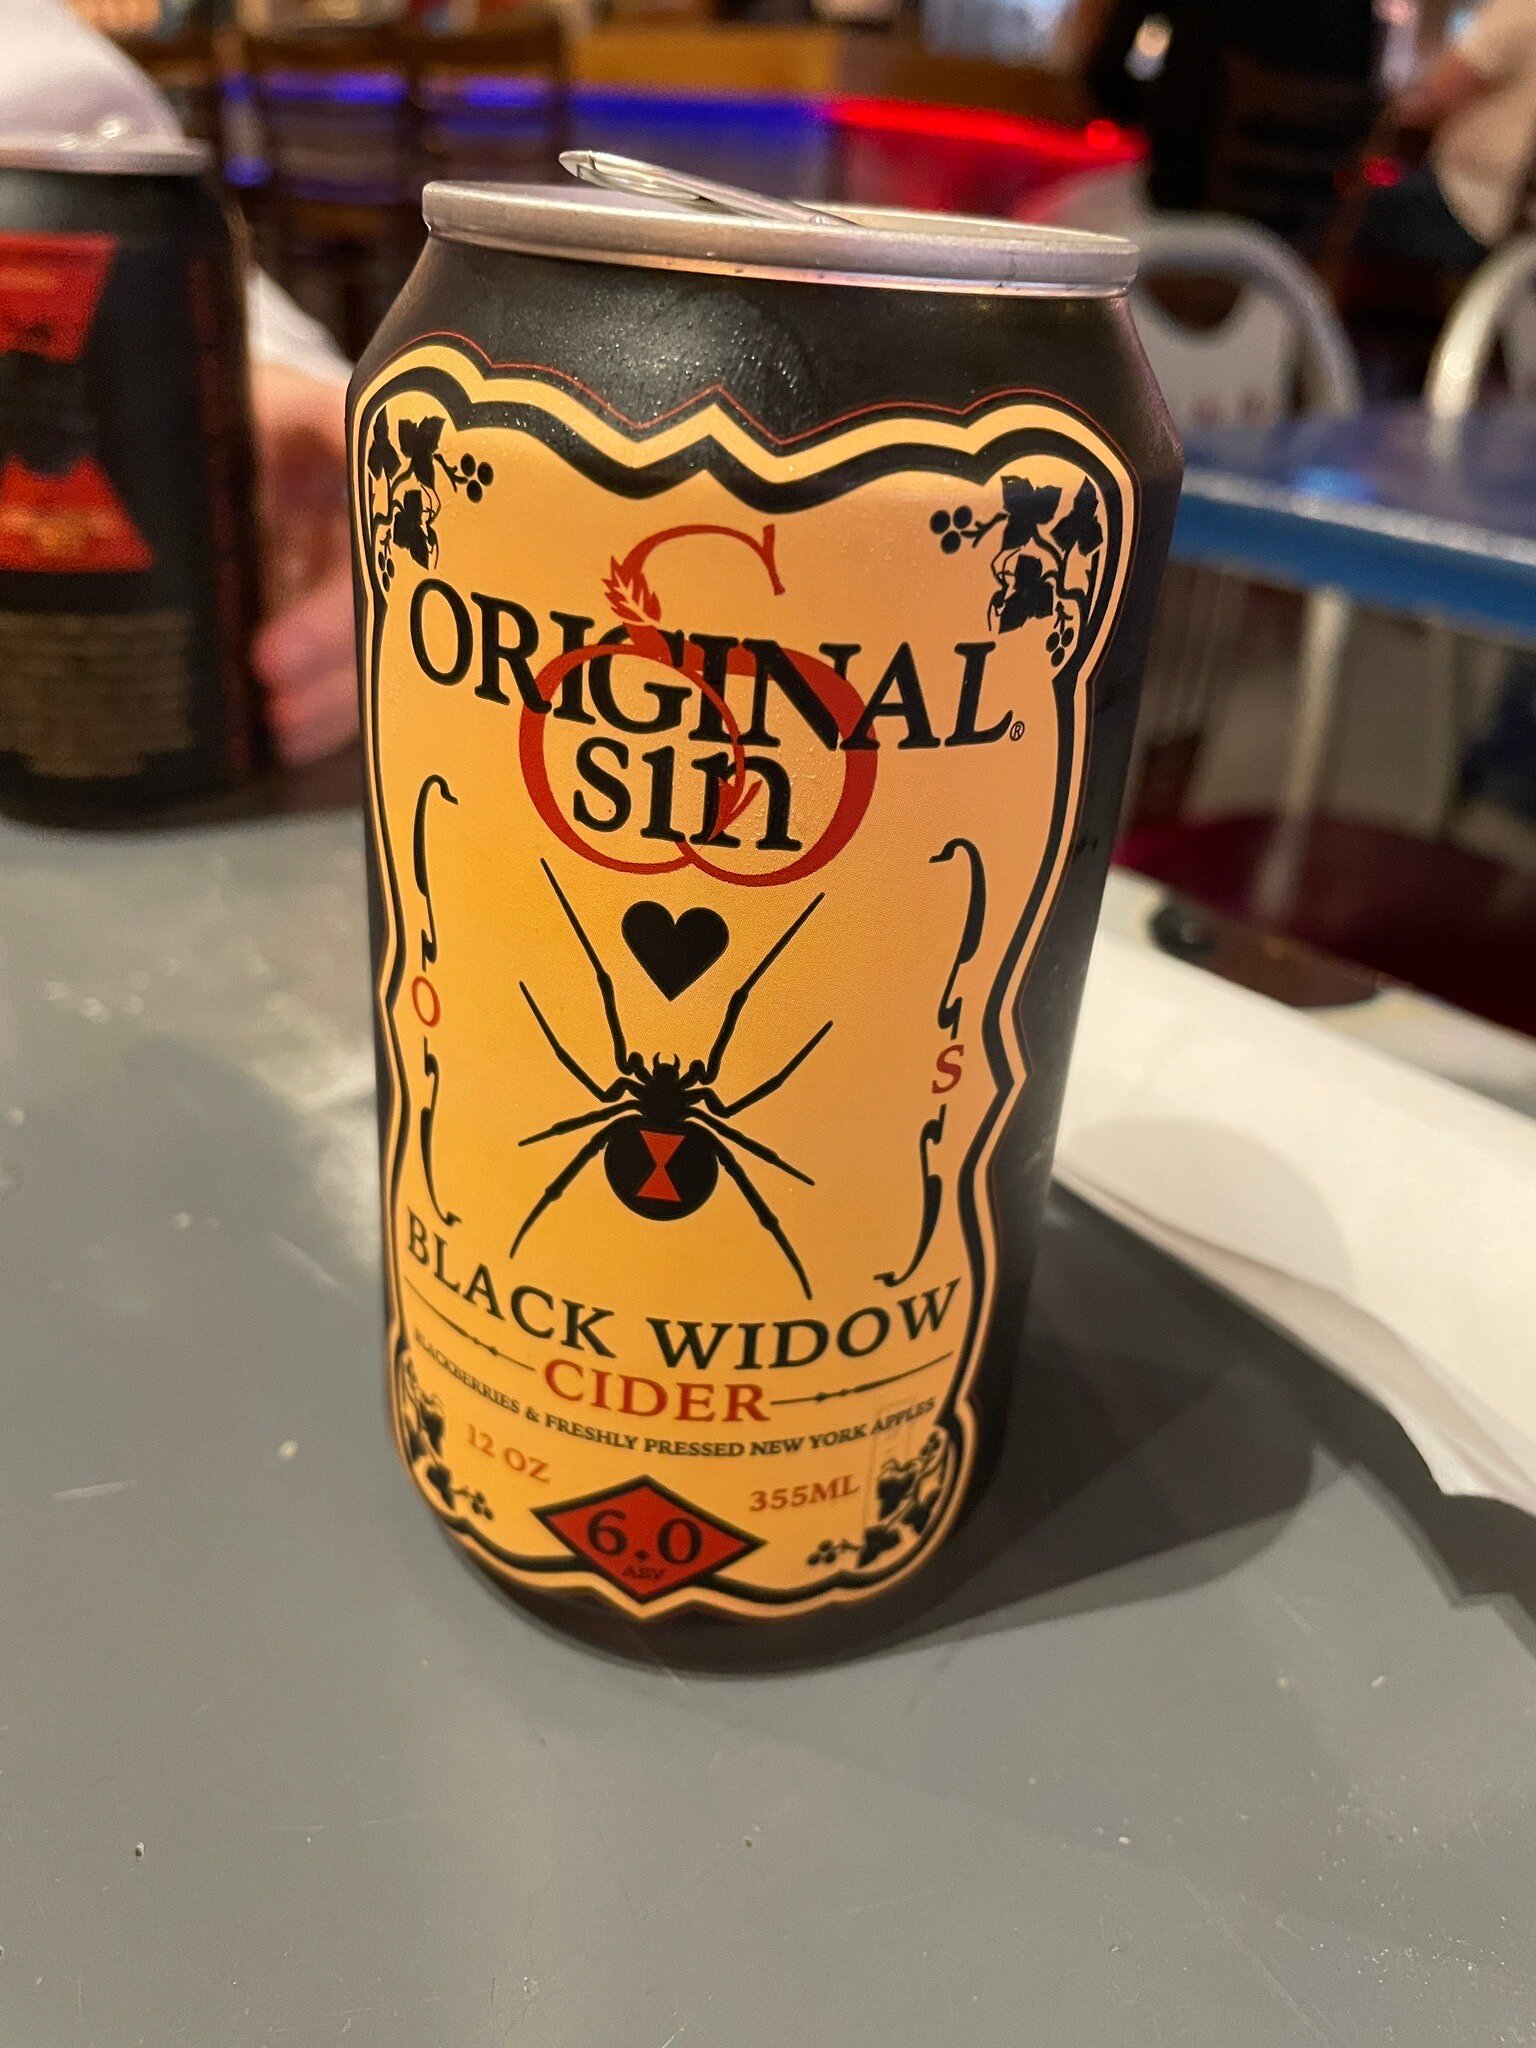 ORIGINAL®
sin
O
S
BLACK WIDOW
CIDER
BLACKBERRIES & FRESHLY PRESSED NEW YORK APPLES
12 OZ
355ML
6.0
ABV